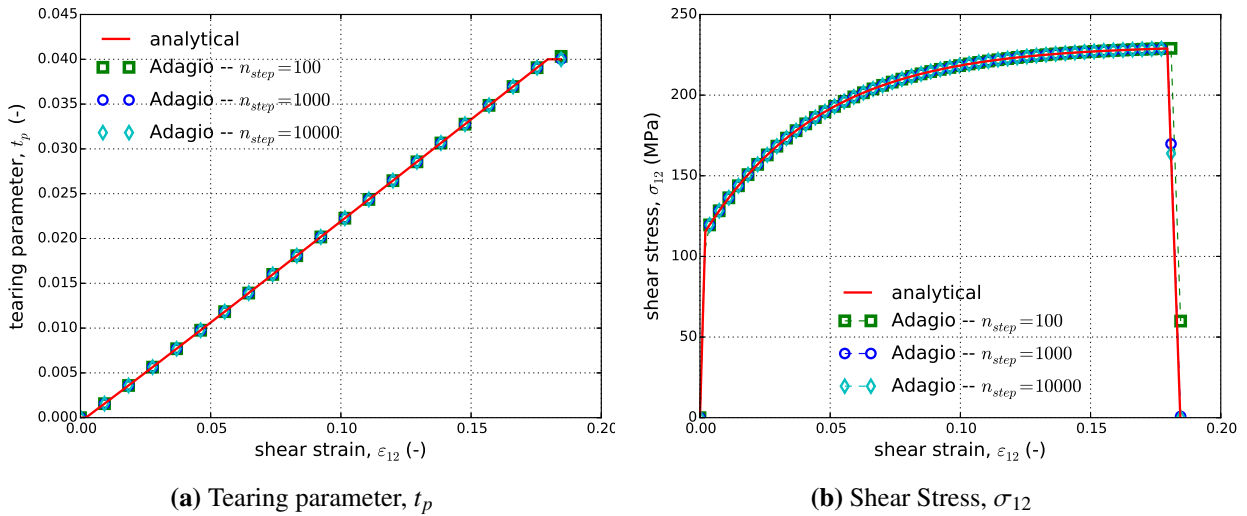 0.045
0.040
0.035
0.030
0.025
0.020
0.015
0.010
0.005
0.000
tearing parameter, t_p (-)
analytical
Adagio -- n_step=100
Adagio -- n_step=1000
Adagio -- n_step=10000
0.00 0.05 0.10 0.15 0.20
shear strain, ε_12 (-)
(a) Tearing parameter, t_p
250
200
150
100
50
0
shear stress, σ_12 (MPa)
analytical
Adagio -- n_step=100
Adagio -- n_step=1000
Adagio -- n_step=10000
0.00 0.05 0.10 0.15 0.20
shear strain, ε_12 (-)
(b) Shear Stress, σ_12